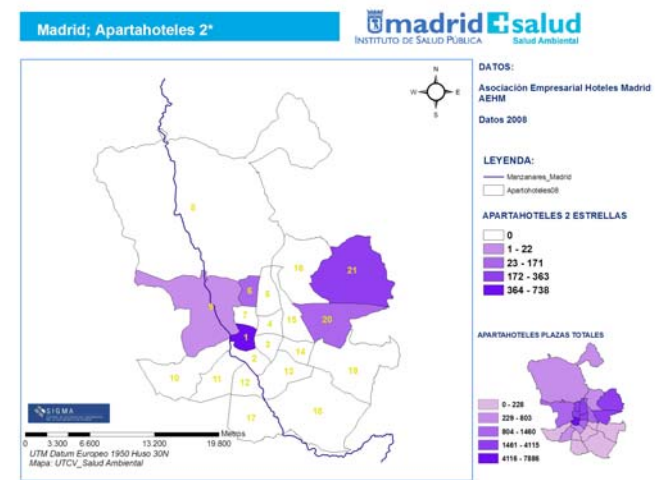 Madrid; Apartahoteles 2*
madrid salud
INSTITUTO DE SALUD PÚBLICA
Salud Ambiental
DATOS:
Asociación Empresarial Hoteles Madrid
AEHM
Datos 2008
N
W E
S
LEYENDA:
Manzanares_Madrid
Apartohoteles08
APARTAHOTELES 2 ESTRELLAS
0
1 - 22
23 - 171
172 - 363
364 - 738
8
16
21
6
5
9
7
4
15
20
1
3
2
14
13
19
10
11
12
17
18
APARTAHOTELES PLAZAS TOTALES
0 - 228
229 - 803
804 - 1460
1461 - 4115
4116 - 7886
SIGMA
Metros
0 3.300 6.600 13.200 19.800
UTM Datum Europeo 1950 Huso 30N
Mapa: UTCV_Salud Ambiental